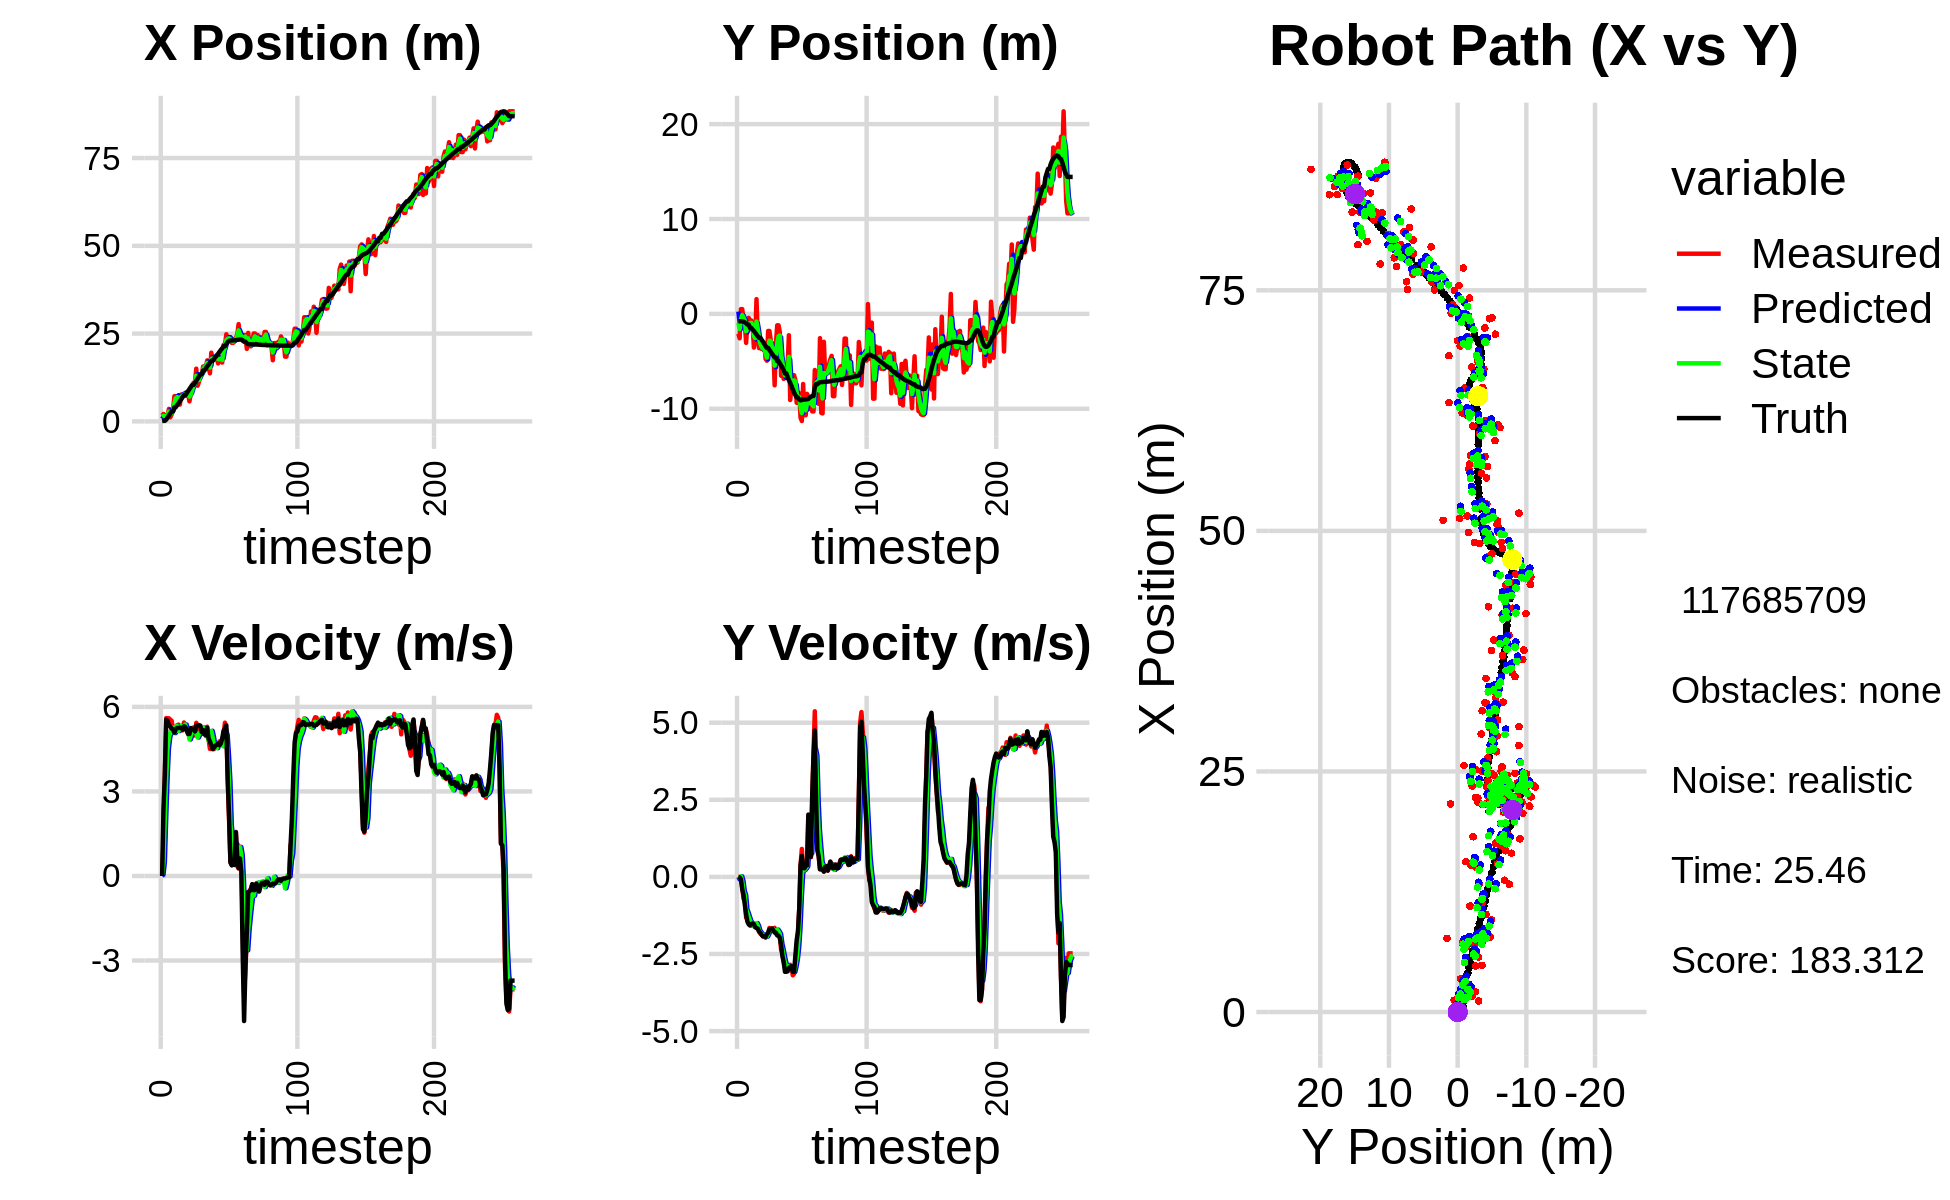 X Position (m)
75
50
25
0
0
100
200
timestep
Y Position (m)
20
10
0
-10
0
100
200
timestep
X Velocity (m/s)
6
3
0
-3
0
100
200
timestep
Y Velocity (m/s)
5.0
2.5
0.0
-2.5
-5.0
0
100
200
timestep
Robot Path (X vs Y)
X Position (m)
75
50
25
0
20 10 0 -10 -20
Y Position (m)
variable
Measured
Predicted
State
Truth
117685709
Obstacles: none
Noise: realistic
Time: 25.46
Score: 183.312